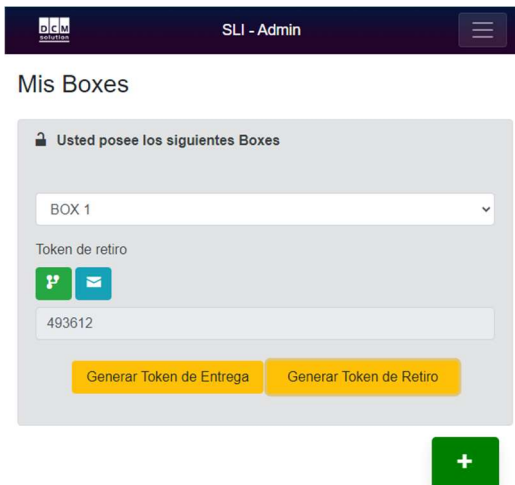 DCM
solution
SLI - Admin
Mis Boxes
Usted posee los siguientes Boxes
BOX 1
Token de retiro
493612
Generar Token de Entrega
Generar Token de Retiro
+